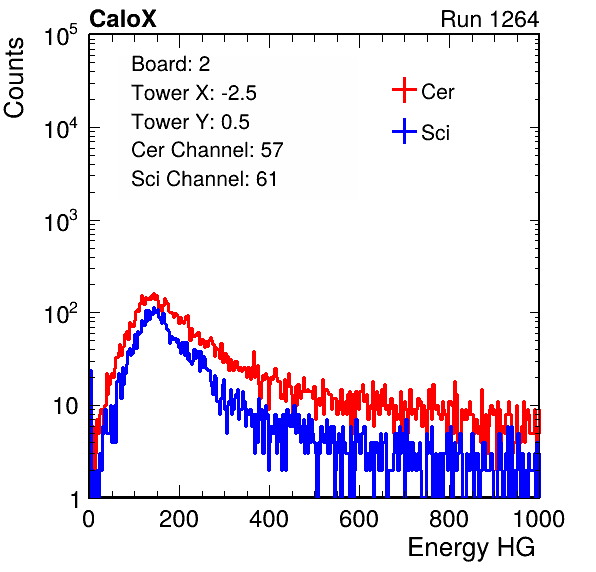 CaloX Run 1264
Counts
Board: 2
Tower X: -2.5
Tower Y: 0.5
Cer Channel: 57
Sci Channel: 61
Cer
Sci
10^5
10^4
10^3
10^2
10
1
0 200 400 600 800 1000
Energy HG